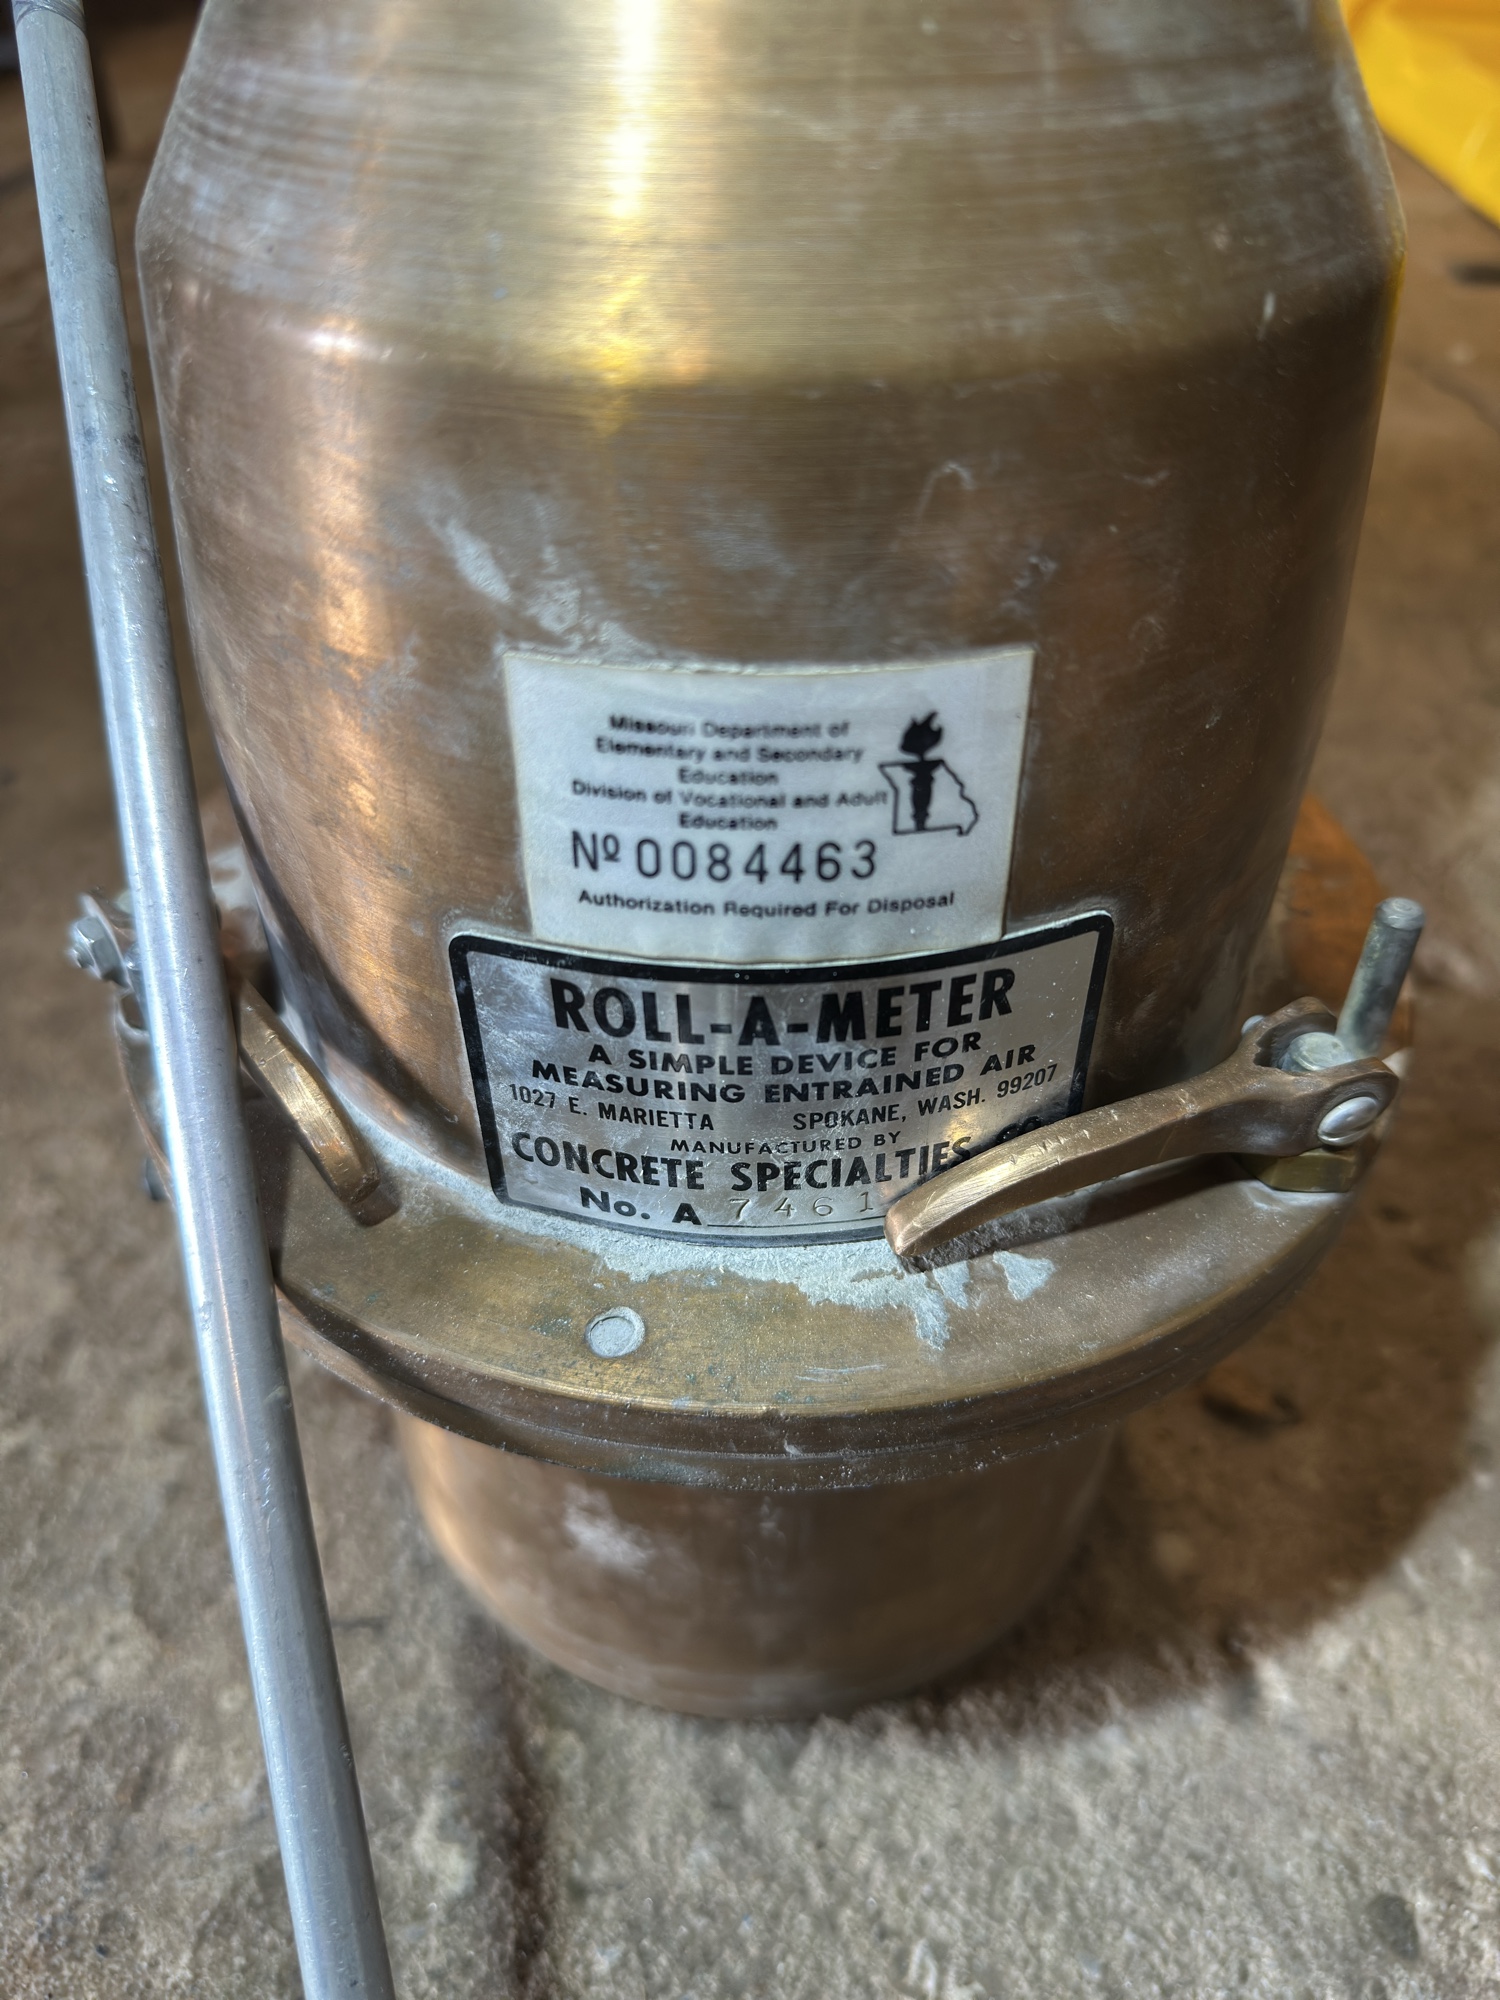 Missouri Department of
Elementary and Secondary
Education
Division of Vocational and Adult
Education
Nº 0084463
Authorization Required For Disposal
ROLL-A-METER
A SIMPLE DEVICE FOR
MEASURING ENTRAINED AIR
1027 E. MARIETTA SPOKANE, WASH. 99207
MANUFACTURED BY
CONCRETE SPECIALTIES
No. A 7461